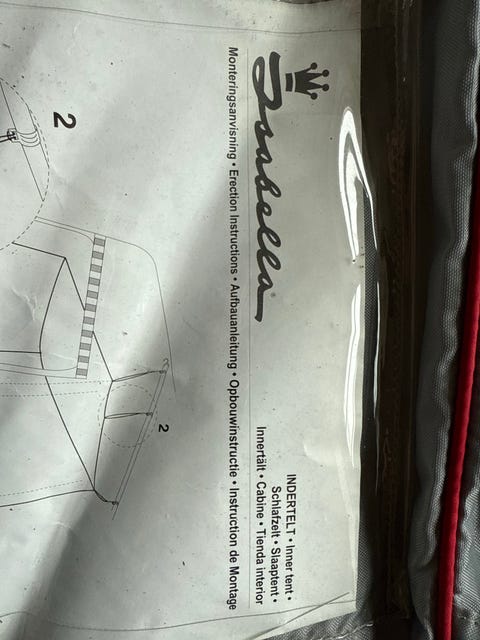 Isabella
INDERTELT • Inner tent •
Schlafzelt • Slaaptent •
Innertält • Cabine • Tienda interior
Monteringsanvisning • Erection Instructions • Aufbauanleitung • Opbouwinstructie • Instruction de Montage
2
2